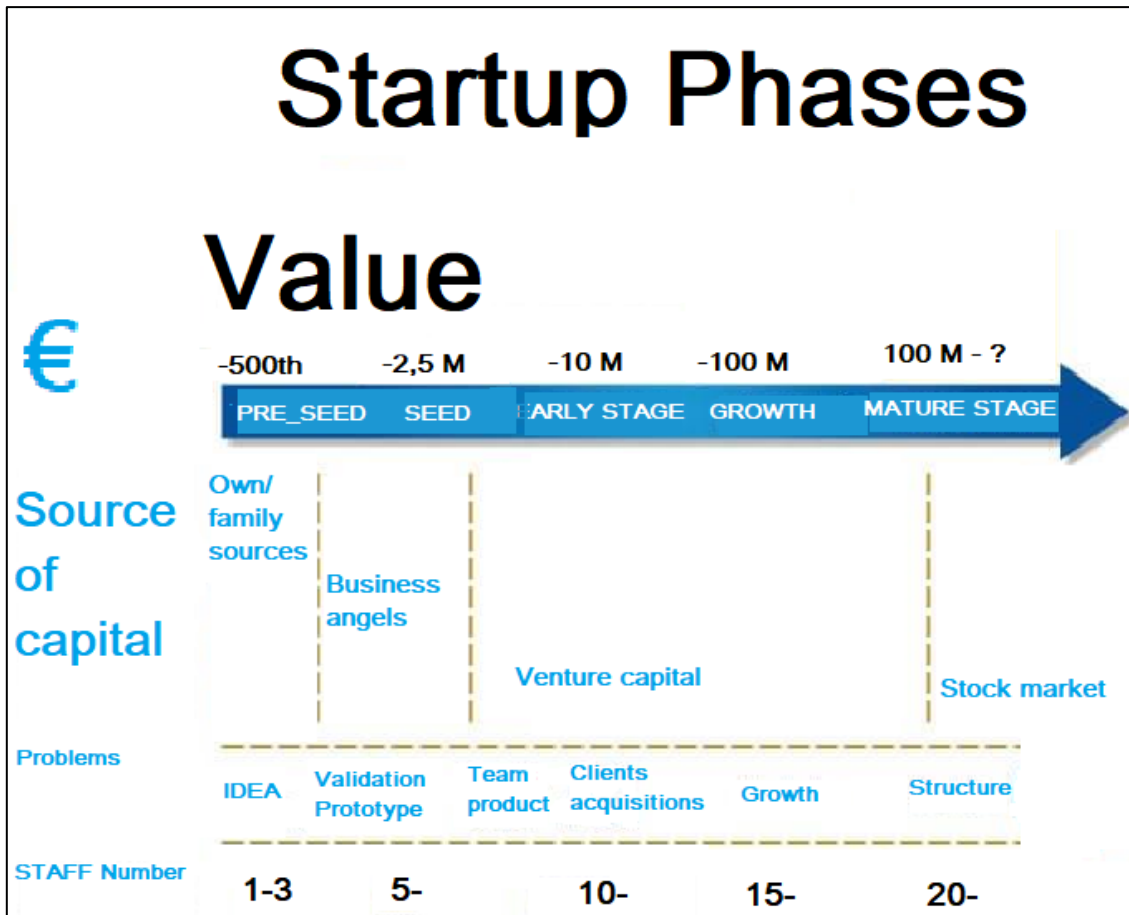 Startup Phases
Value
€
-500th -2,5 M -10 M -100 M 100 M - ?
PRE_SEED SEED EARLY STAGE GROWTH MATURE STAGE
Source
of
capital
Own/
family
sources
Business
angels
Venture capital
Stock market
Problems
IDEA
Validation
Prototype
Team
product
Clients
acquisitions
Growth
Structure
STAFF Number
1-3 5- 10- 15- 20-